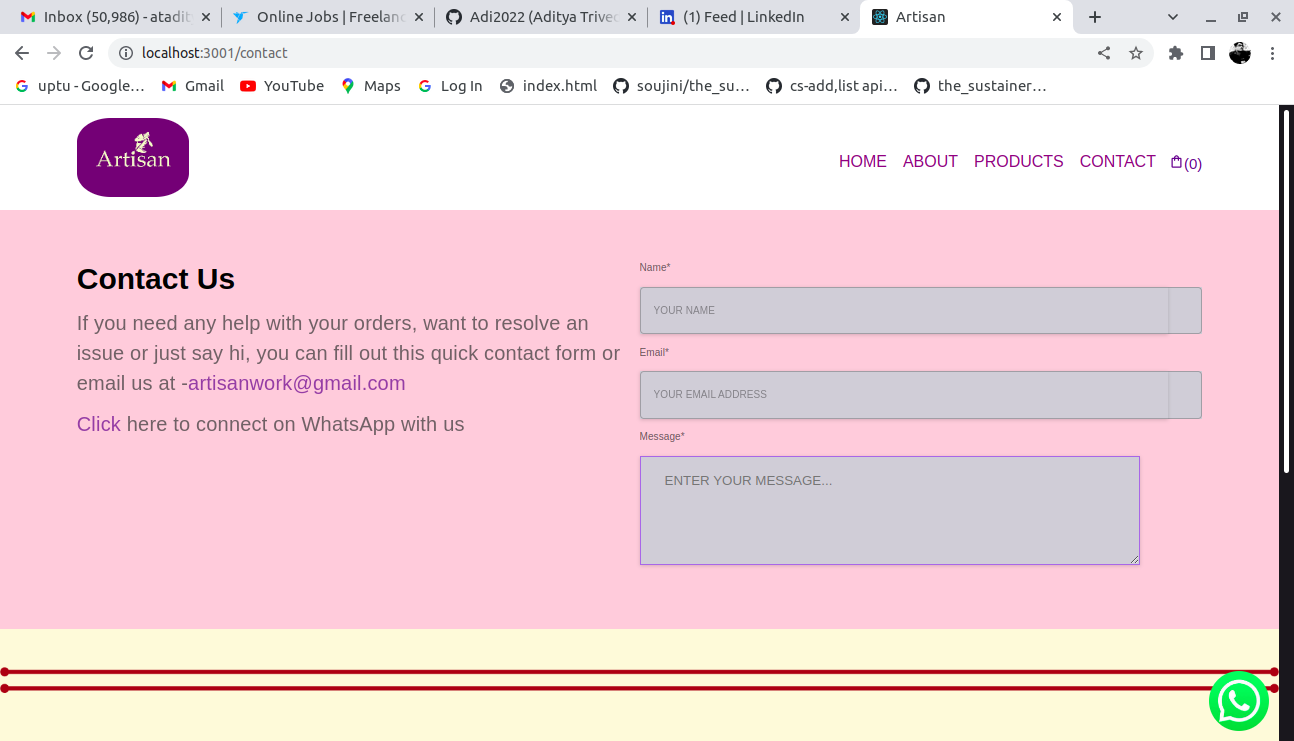 Inbox (50,986) - atadit
Online Jobs | Freelanc
Adi2022 (Aditya Trived
(1) Feed | LinkedIn
Artisan
localhost:3001/contact
uptu - Google...
Gmail
YouTube
Maps
Log In
index.html
soujini/the_su...
cs-add,list api...
the_sustainer...
Artisan
HOME
ABOUT
PRODUCTS
CONTACT
(0)
Contact Us
If you need any help with your orders, want to resolve an
issue or just say hi, you can fill out this quick contact form or
email us at -artisanwork@gmail.com
Click here to connect on WhatsApp with us
Name*
YOUR NAME
Email*
YOUR EMAIL ADDRESS
Message*
ENTER YOUR MESSAGE...